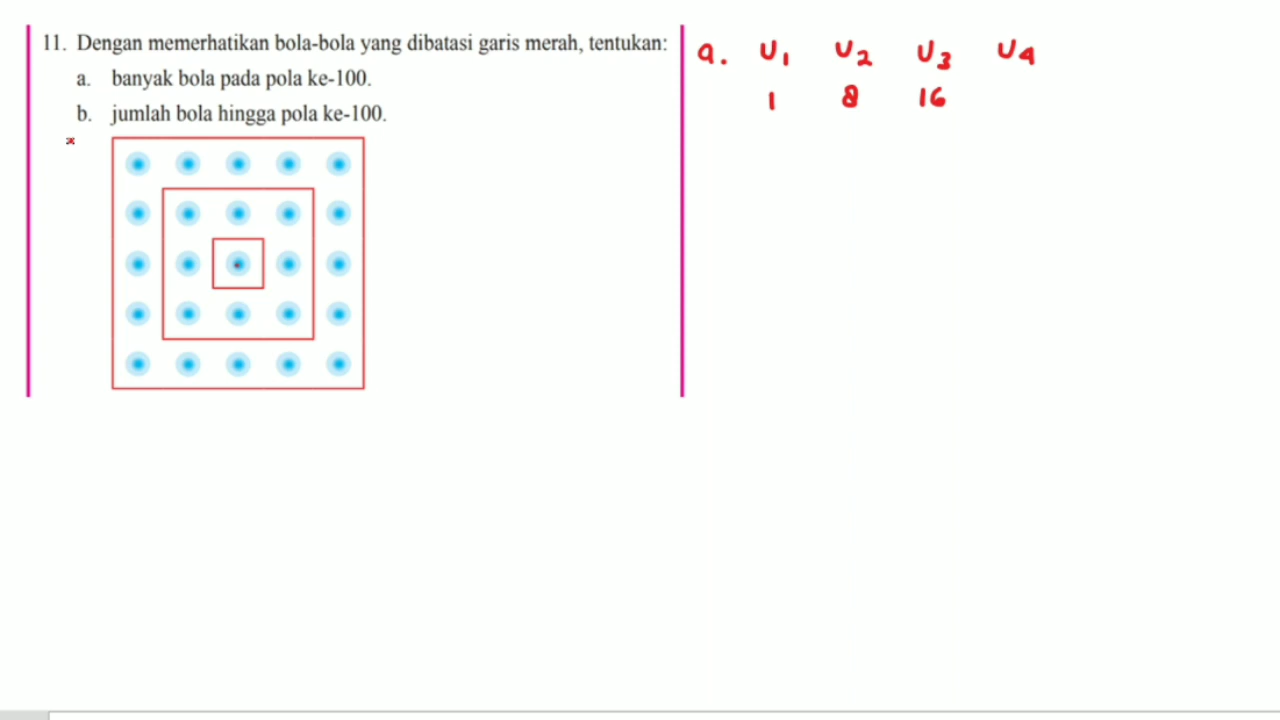 11. Dengan memerhatikan bola-bola yang dibatasi garis merah, tentukan:
a. banyak bola pada pola ke-100.
b. jumlah bola hingga pola ke-100.
a. U₁ U₂ U₃ U₄
1 8 16